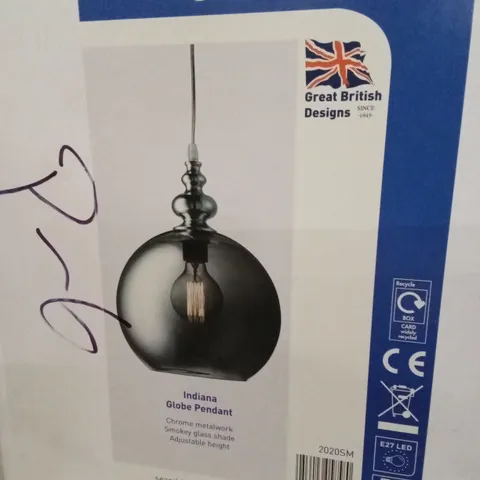 Great British
Designs
SINCE
-1945-
Indiana
Globe Pendant
Chrome metalwork
Smokey glass shade
Adjustable height
2020SM
Recycle
BOX
CARD
widely
recycled
CE
E27 LED